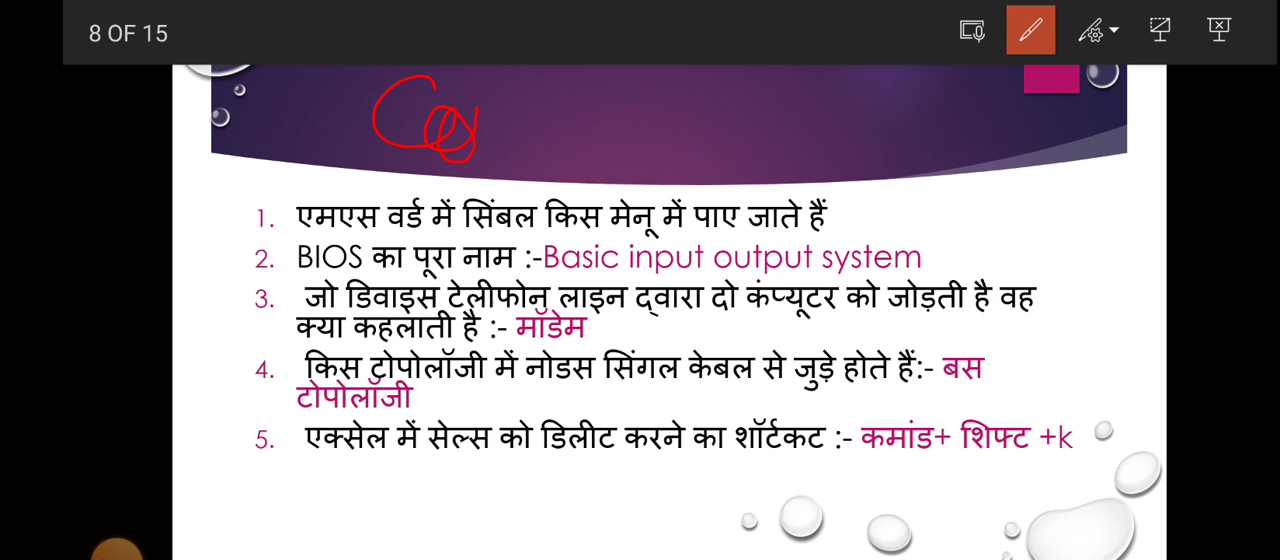 8 OF 15
1. एमएस वर्ड में सिंबल किस मेनू में पाए जाते हैं
2. BIOS का पूरा नाम :-Basic input output system
3. जो डिवाइस टेलीफोन लाइन द्वारा दो कंप्यूटर को जोड़ती है वह
क्या कहलाती है :- मॉडेम
4. किस टोपोलॉजी में नोडस सिंगल केबल से जुड़े होते हैं:- बस
टोपोलॉजी
5. एक्सेल में सेल्स को डिलीट करने का शॉर्टकट :- कमांड+ शिफ्ट +k